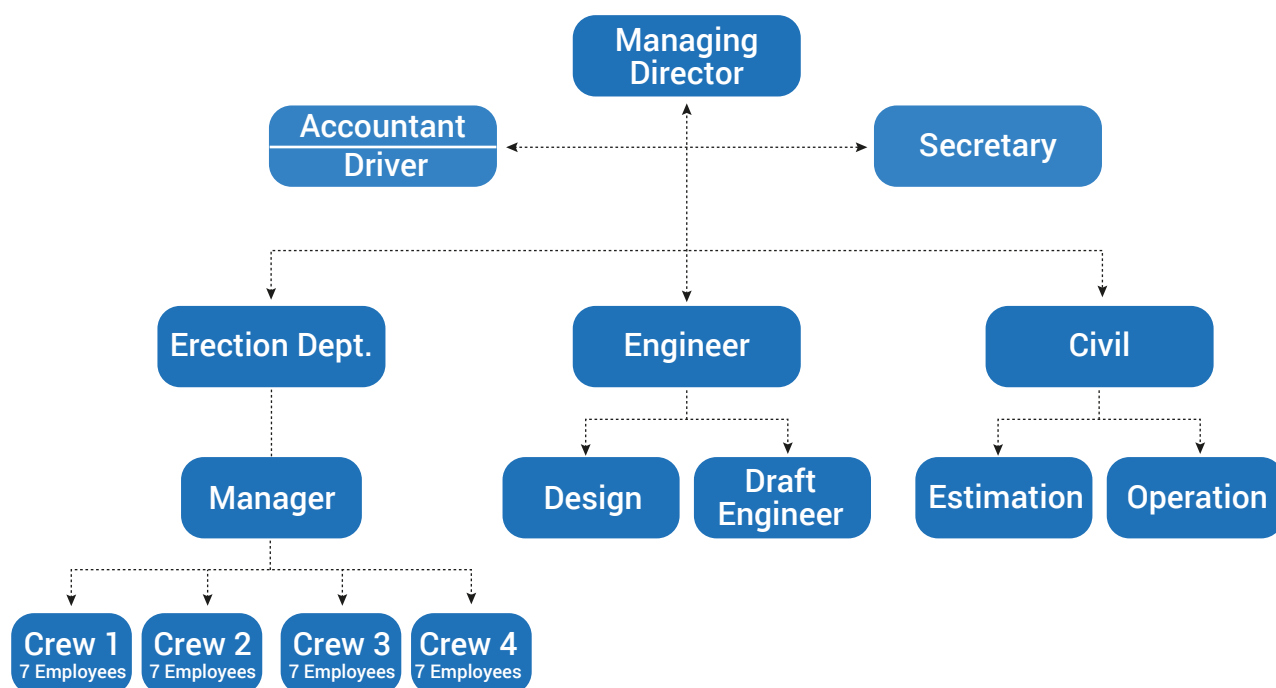 Managing
Director
Accountant
Driver
Secretary
Erection Dept.
Engineer
Civil
Manager
Design
Draft
Engineer
Estimation
Operation
Crew 1
7 Employees
Crew 2
7 Employees
Crew 3
7 Employees
Crew 4
7 Employees